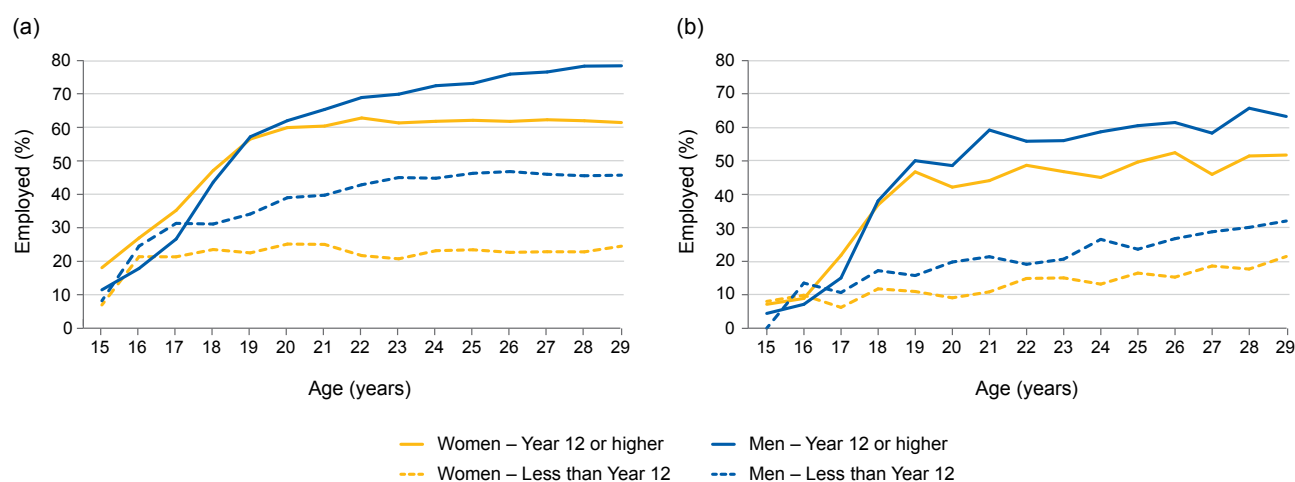 (a)
(b)
80
70
60
50
40
30
20
10
0
Employed (%)
15 16 17 18 19 20 21 22 23 24 25 26 27 28 29
Age (years)
80
70
60
50
40
30
20
10
0
Employed (%)
15 16 17 18 19 20 21 22 23 24 25 26 27 28 29
Age (years)
Women – Year 12 or higher
Men – Year 12 or higher
Women – Less than Year 12
Men – Less than Year 12